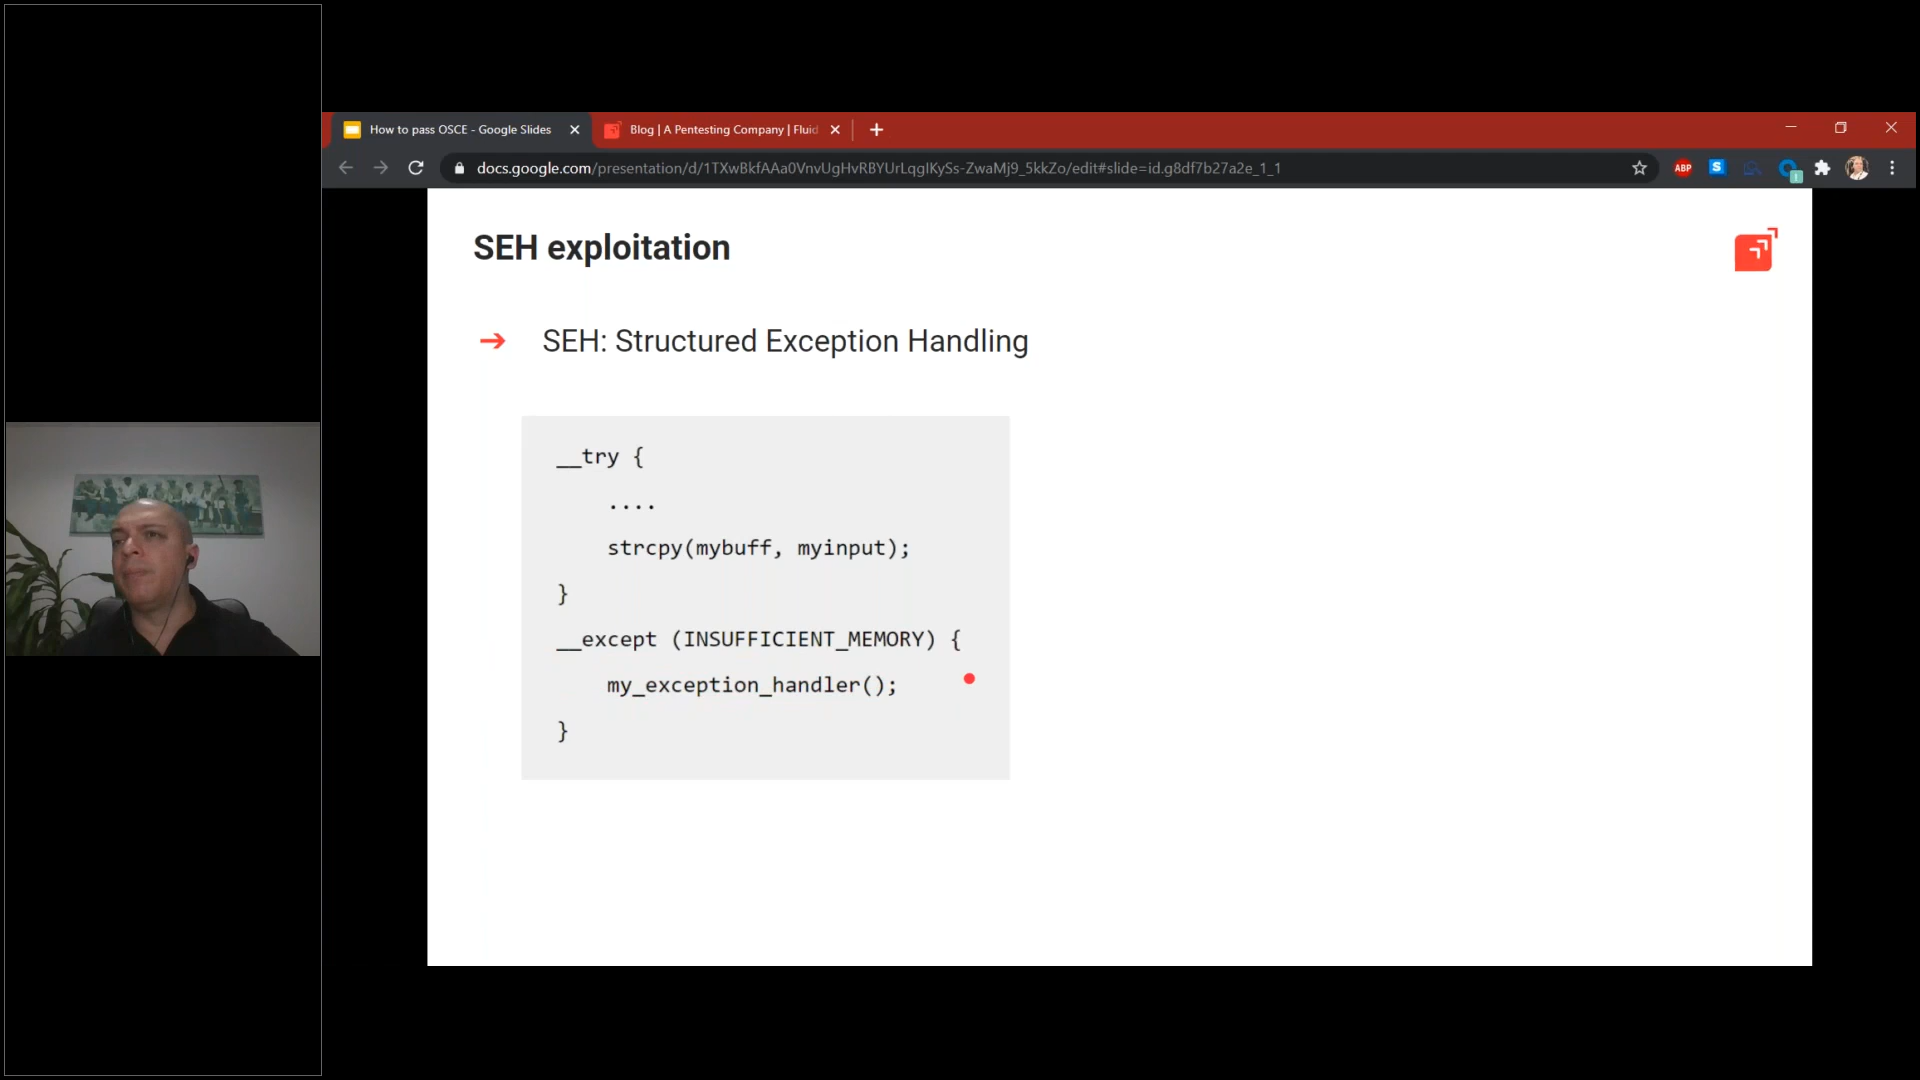 How to pass OSCE - Google Slides
Blog | A Pentesting Company | Fluid
docs.google.com/presentation/d/1TXwBkfAAa0VnvUgHvRBYUrLqglKySs-ZwaMj9_5kkZo/edit#slide=id.g8df7b27a2e_1_1
ABP
S
SEH exploitation
➔ SEH: Structured Exception Handling
__try {
....
strcpy(mybuff, myinput);
}
__except (INSUFFICIENT_MEMORY) {
my_exception_handler();
}